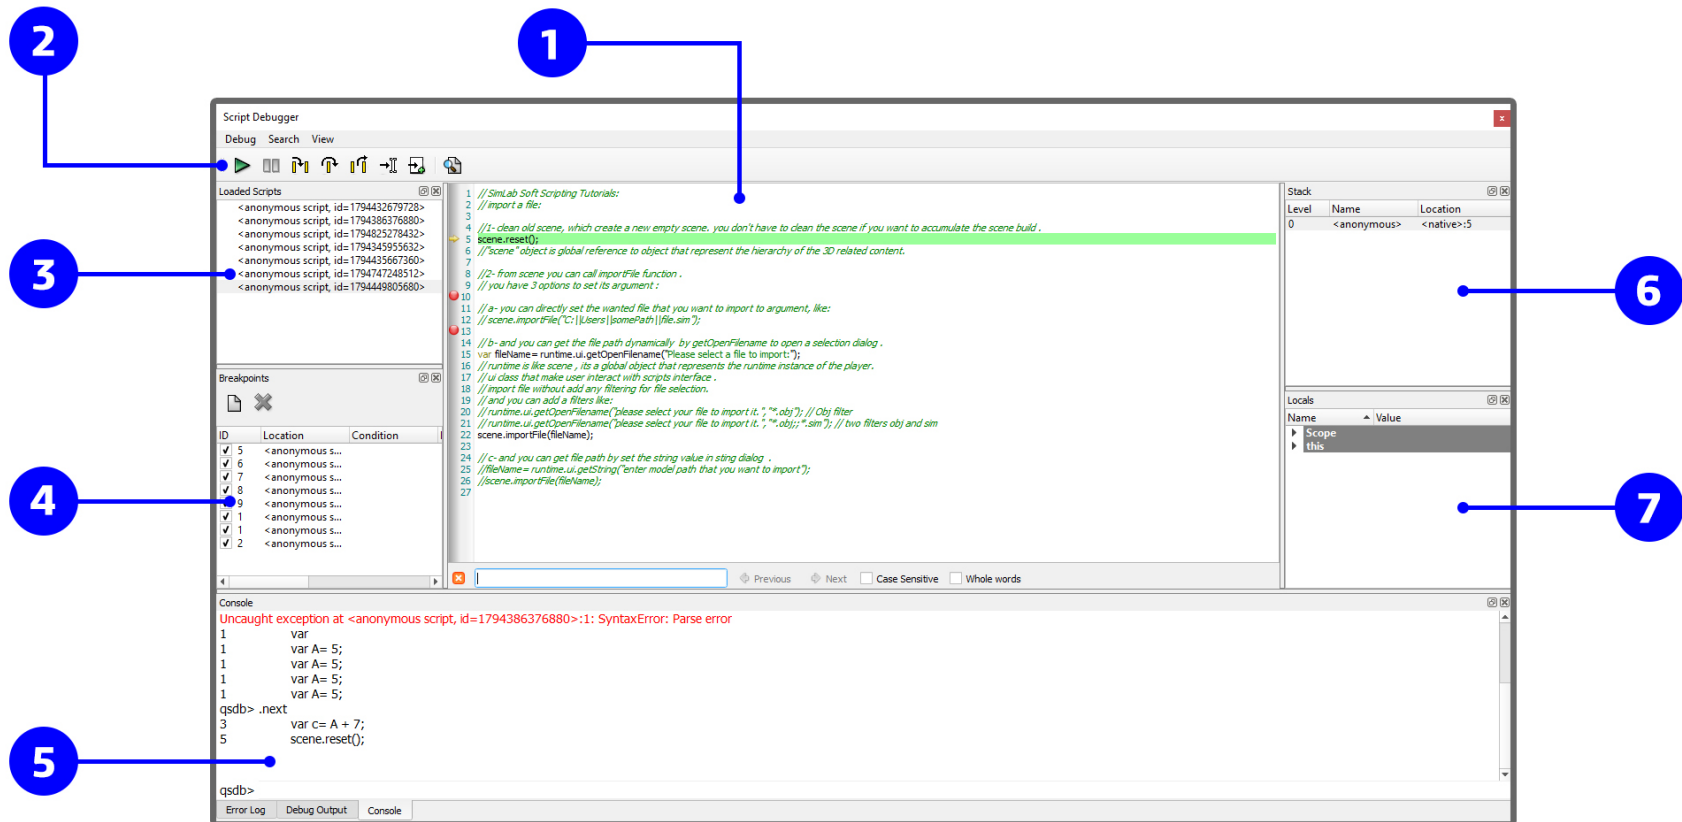 2
1
Script Debugger
x
Debug Search View
Loaded Scripts
<anonymous script, id=1794432679728>
<anonymous script, id=1794386376880>
<anonymous script, id=1794825278432>
<anonymous script, id=1794345955632>
<anonymous script, id=1794435667360>
<anonymous script, id=1794747248512>
<anonymous script, id=1794449805680>
3
Breakpoints
ID Location Condition
5 <anonymous s...
6 <anonymous s...
7 <anonymous s...
8 <anonymous s...
9 <anonymous s...
1 <anonymous s...
1 <anonymous s...
2 <anonymous s...
4
1 // SimLab Soft Scripting Tutorials:
2 // import a file:
3
4 //1- clean old scene, which create a new empty scene. you don't have to clean the scene if you want to accumulate the scene build .
5 scene.reset();
6 //"scene" object is global reference to object that represent the hierarchy of the 3D related content.
7
8 //2- from scene you can call importFile function .
9 // you have 3 options to set its argument :
10
11 // a- you can directly set the wanted file that you want to import to argument, like:
12 // scene.importFile("C:\\Users\\somePath\\file.sim");
13
14 // b- and you can get the file path dynamically by getOpenFilename to open a selection dialog .
15 var fileName= runtime.ui.getOpenFilename("Please select a file to import:");
16 // runtime is like scene , its a global object that represents the runtime instance of the player.
17 // ui class that make user interact with scripts interface .
18 // import file without add any filtering for file selection.
19 // and you can add a filters like:
20 // runtime.ui.getOpenFilename("please select your file to import it.","*.obj"); // Obj filter
21 // runtime.ui.getOpenFilename("please select your file to import it.","*.obj;;*.sim"); // two filters obj and sim
22 scene.importFile(fileName);
23
24 // c- and you can get file path by set the string value in sting dialog .
25 //fileName= runtime.ui.getString("enter model path that you want to import");
26 //scene.importFile(fileName);
27
Previous Next Case Sensitive Whole words
Stack
Level Name Location
0 <anonymous> <native>:5
6
Locals
Name Value
Scope
this
7
Console
Uncaught exception at <anonymous script, id=1794386376880>:1: SyntaxError: Parse error
1 var
1 var A= 5;
1 var A= 5;
1 var A= 5;
1 var A= 5;
qsdb> .next
3 var c= A + 7;
5 scene.reset();
5
qsdb>
Error Log Debug Output Console